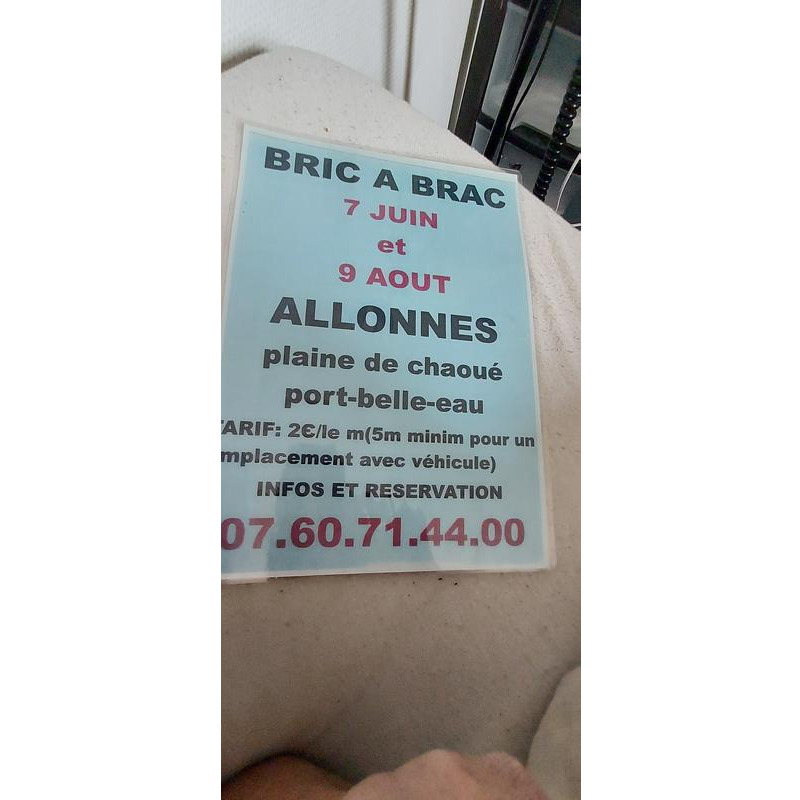 BRIC A BRAC
7 JUIN
et
9 AOUT
ALLONNES
plaine de chaoué
port-belle-eau
TARIF: 2€/le m(5m minim pour un
mplacement avec véhicule)
INFOS ET RESERVATION
07.60.71.44.00